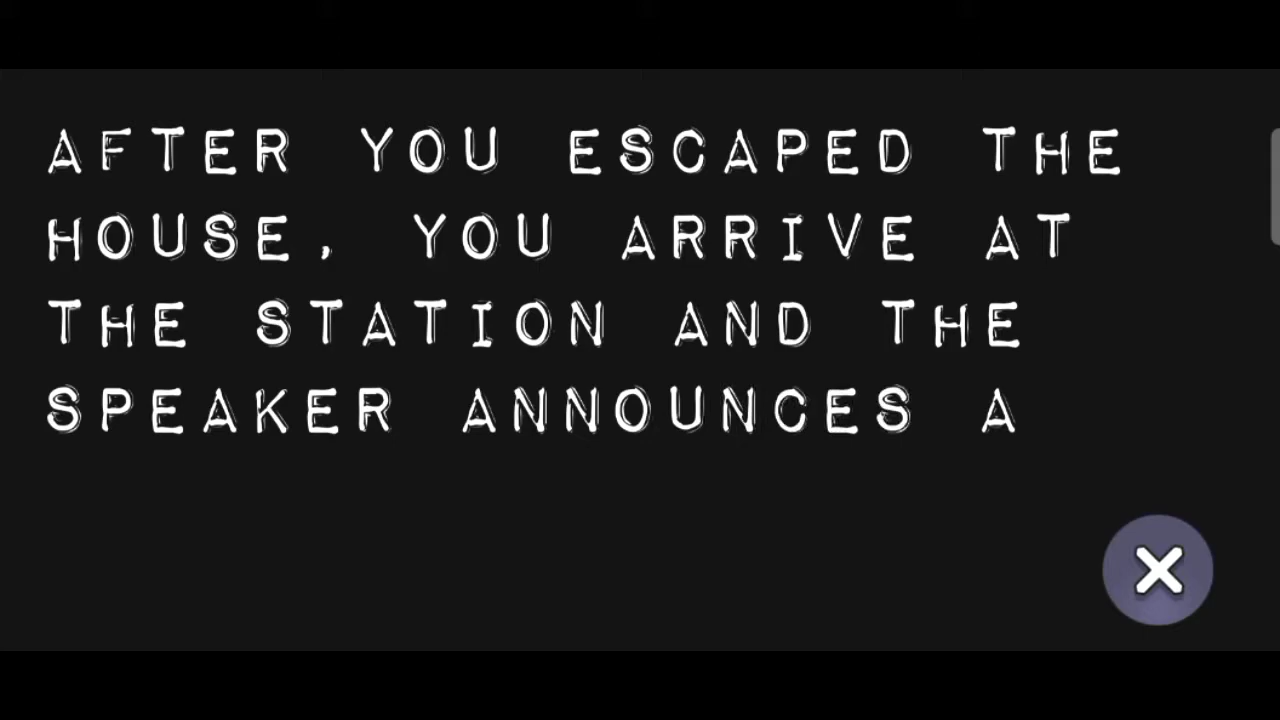 AFTER YOU ESCAPED THE
HOUSE, YOU ARRIVE AT
THE STATION AND THE
SPEAKER ANNOUNCES A